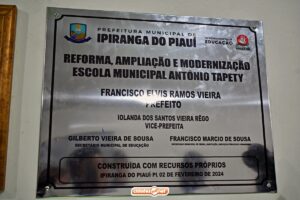 PREFEITURA MUNICIPAL DE
IPIRANGA DO PIAUÍ
EDUCAÇÃO
REFORMA, AMPLIAÇÃO E MODERNIZAÇÃO
ESCOLA MUNICIPAL ANTÔNIO TAPETY
FRANCISCO ELVIS RAMOS VIEIRA
PREFEITO
IOLANDA DOS SANTOS VIEIRA RÊGO
VICE-PREFEITA
GILBERTO VIEIRA DE SOUSA
SECRETÁRIO MUNICIPAL DE EDUCAÇÃO
FRANCISCO MARCIO DE SOUSA
CONSTRUÍDA COM RECURSOS PRÓPRIOS
IPIRANGA DO PIAUÍ PI, 02 DE FEVEREIRO DE 2024